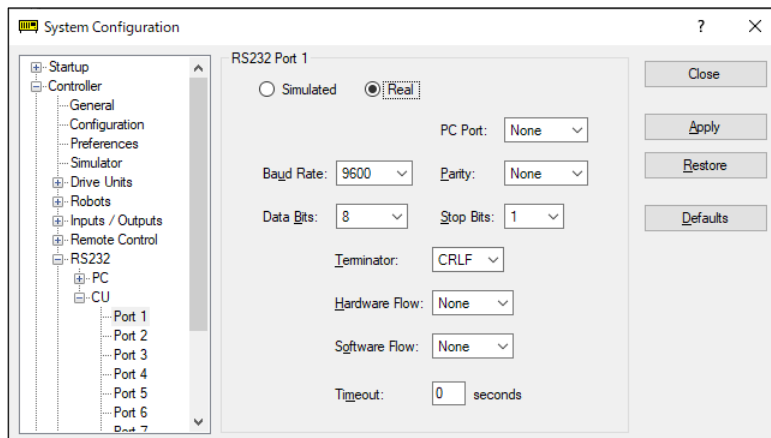 System Configuration
? X
Startup
Controller
General
Configuration
Preferences
Simulator
Drive Units
Robots
Inputs / Outputs
Remote Control
RS232
PC
CU
Port 1
Port 2
Port 3
Port 4
Port 5
Port 6
Port 7
RS232 Port 1
Simulated Real
PC Port: None
Baud Rate: 9600 Parity: None
Data Bits: 8 Stop Bits: 1
Terminator: CRLF
Hardware Flow: None
Software Flow: None
Timeout: 0 seconds
Close
Apply
Restore
Defaults